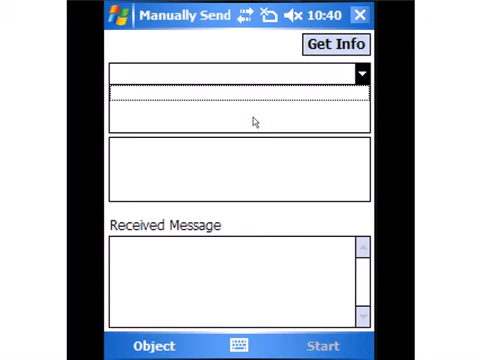 Manually Send 10:40
Get Info
Received Message
Object Start